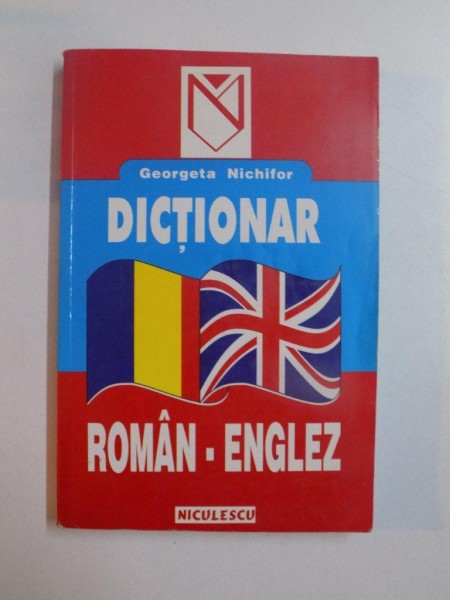 Georgeta Nichifor
DICȚIONAR
ROMÂN - ENGLEZ
NICULESCU